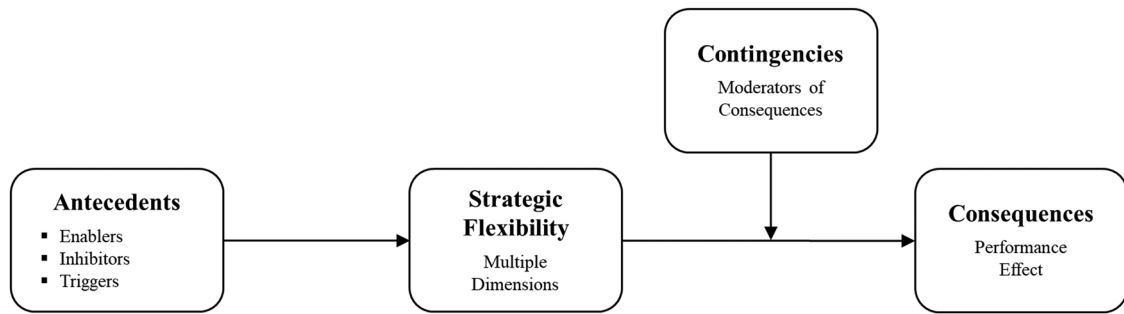 Contingencies
Moderators of
Consequences
Antecedents
▪ Enablers
▪ Inhibitors
▪ Triggers
Strategic
Flexibility
Multiple
Dimensions
Consequences
Performance
Effect